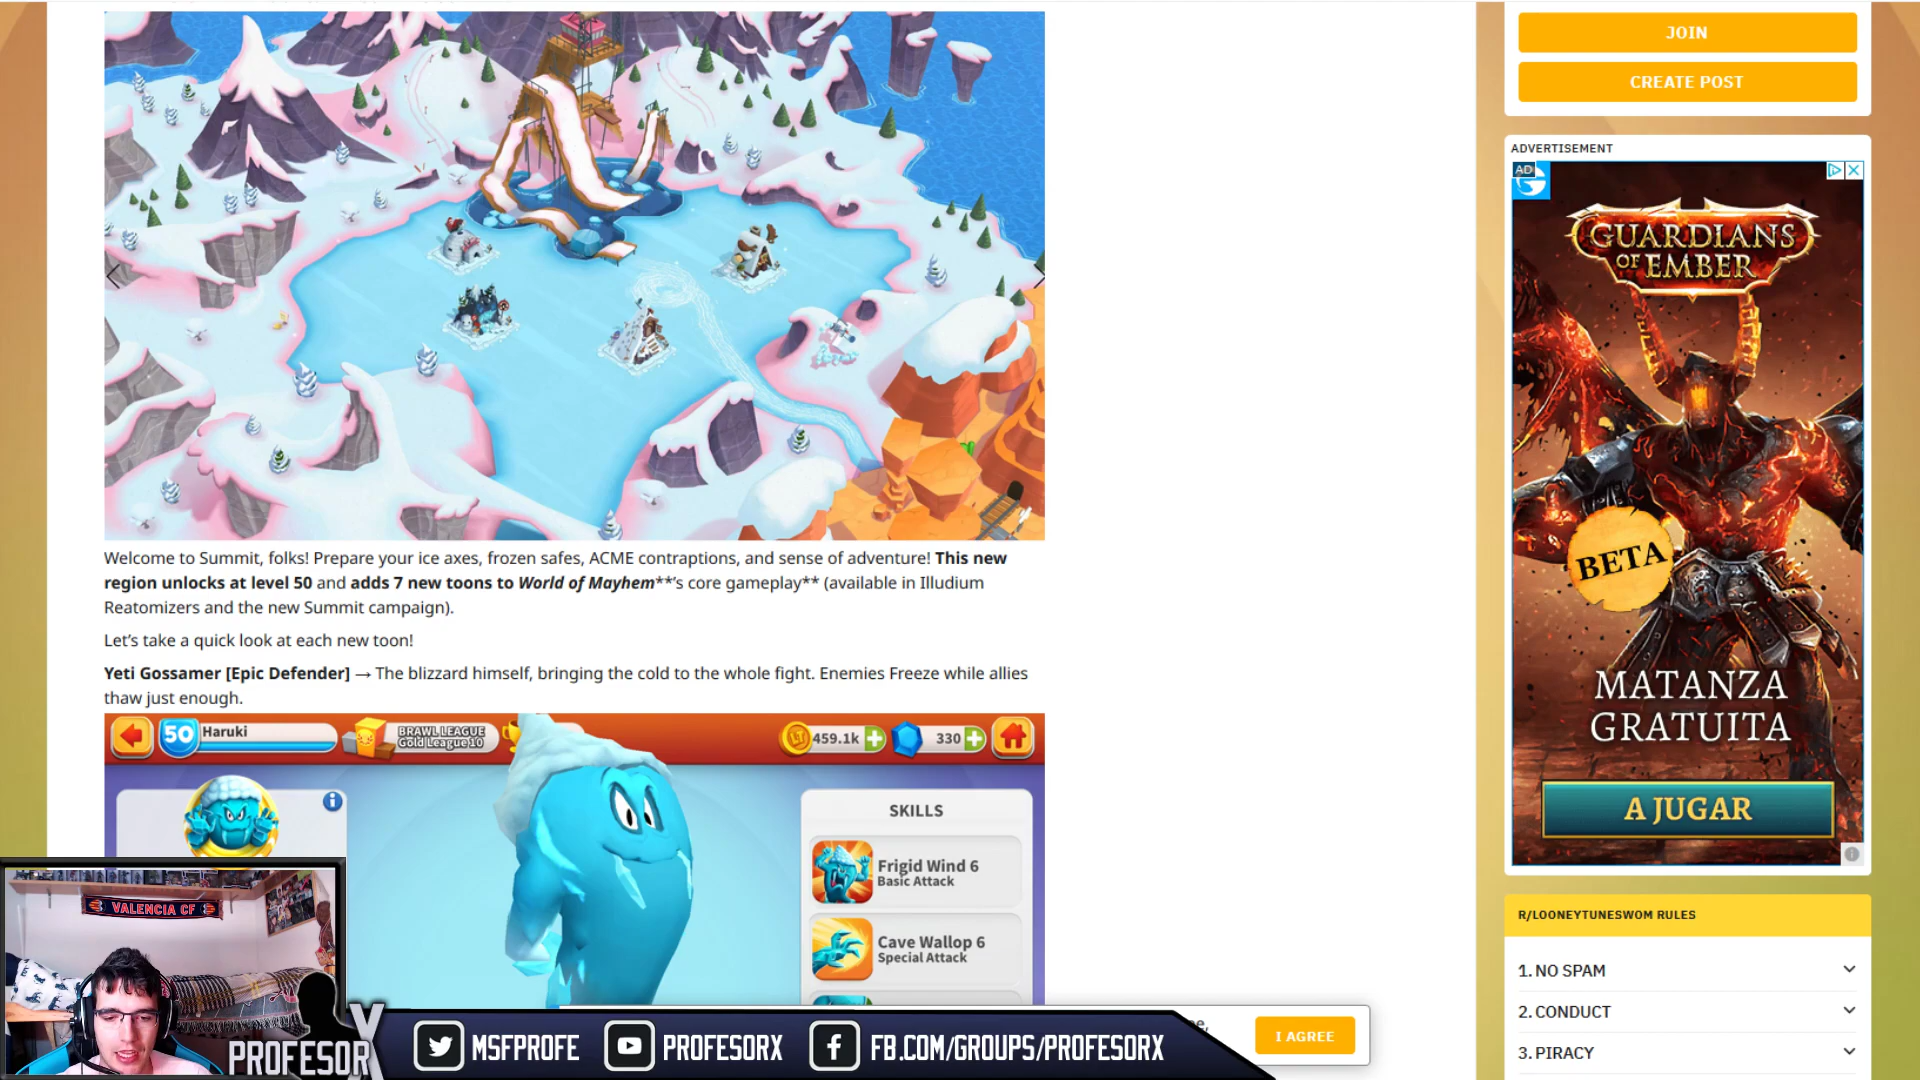 JOIN
CREATE POST
ADVERTISEMENT
AD
GUARDIANS
OF EMBER
BETA
MATANZA
GRATUITA
A JUGAR
Welcome to Summit, folks! Prepare your ice axes, frozen safes, ACME contraptions, and sense of adventure! This new
region unlocks at level 50 and adds 7 new toons to World of Mayhem**'s core gameplay** (available in Illudium
Reatomizers and the new Summit campaign).
Let's take a quick look at each new toon!
Yeti Gossamer [Epic Defender] → The blizzard himself, bringing the cold to the whole fight. Enemies Freeze while allies
thaw just enough.
50 Haruki
BRAWL LEAGUE
Gold League 10
459.1k
330
SKILLS
Frigid Wind 6
Basic Attack
Cave Wallop 6
Special Attack
R/LOONEYTUNESWOM RULES
1. NO SPAM
2. CONDUCT
3. PIRACY
I AGREE
VALENCIA CF
PROFESOR X
MSFPROFE
PROFESORX
FB.COM/GROUPS/PROFESORX